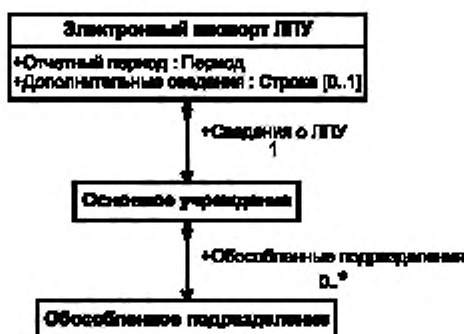 Электронный паспорт ЛПУ
+Отчетный период : Период
+Дополнительные сведения : Строка [0..1]
+Сведения о ЛПУ
1
Основное учреждение
+Обособленные подразделения
0..*
Обособленное подразделение